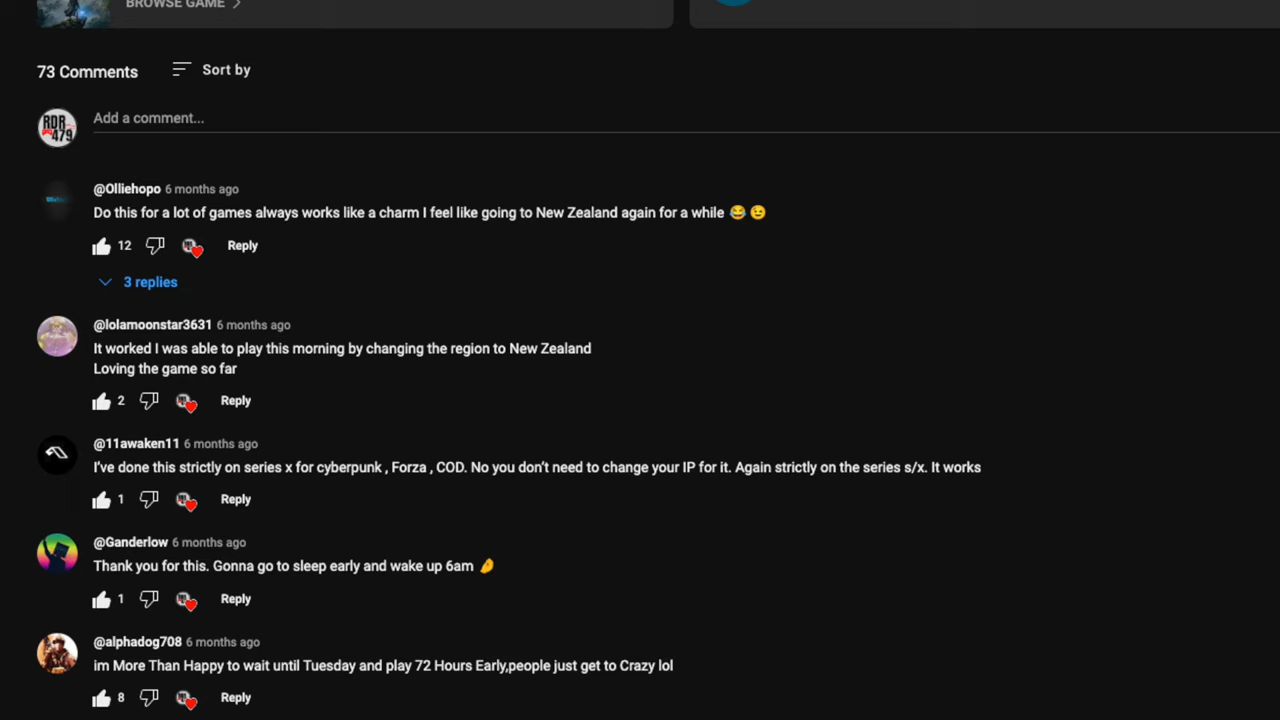 BROWSE GAME
73 Comments
Sort by
RDR
479
Add a comment...
@Olliehopo 6 months ago
Do this for a lot of games always works like a charm I feel like going to New Zealand again for a while 😂 😉
12
Reply
3 replies
@lolamoonstar3631 6 months ago
It worked I was able to play this morning by changing the region to New Zealand
Loving the game so far
2
Reply
@11awaken11 6 months ago
I've done this strictly on series x for cyberpunk , Forza , COD. No you don't need to change your IP for it. Again strictly on the series s/x. It works
1
Reply
@Ganderlow 6 months ago
Thank you for this. Gonna go to sleep early and wake up 6am 🤌
1
Reply
@alphadog708 6 months ago
im More Than Happy to wait until Tuesday and play 72 Hours Early,people just get to Crazy lol
8
Reply